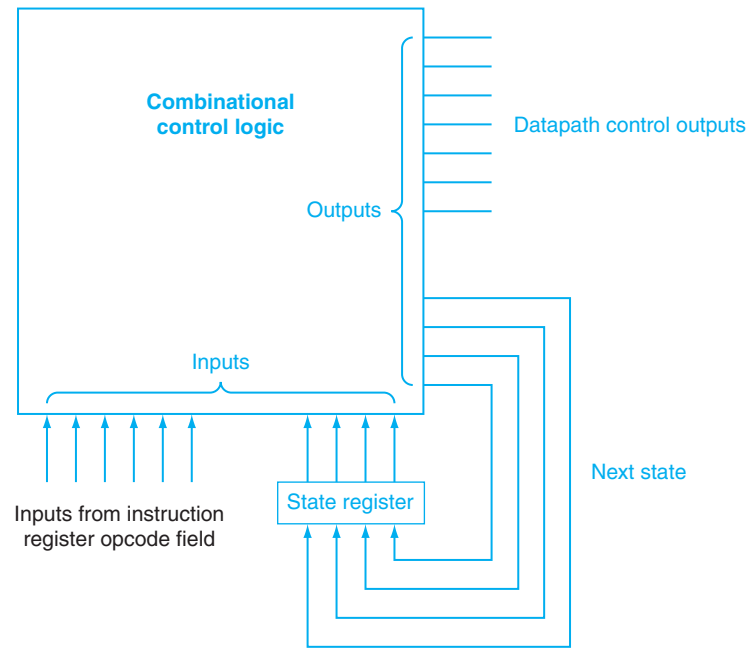 Combinational
control logic
Datapath control outputs
Outputs
Inputs
Next state
State register
Inputs from instruction
register opcode field